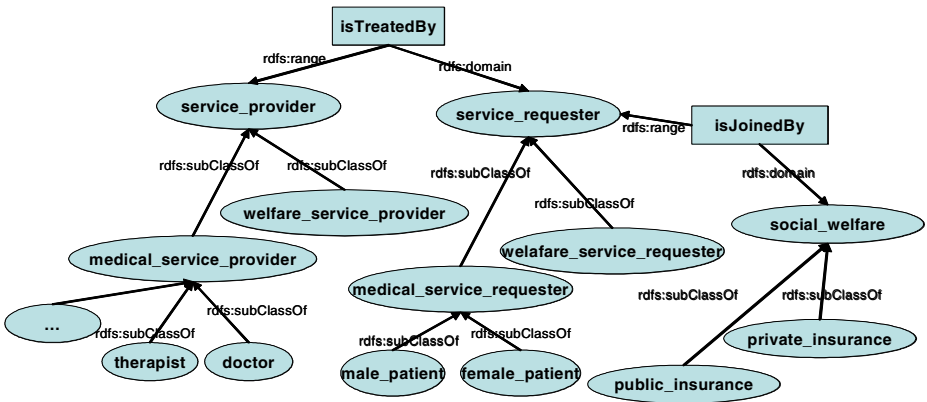 isTreatedBy
rdfs:range
rdfs:domain
service_provider
service_requester
isJoinedBy
rdfs:range
rdfs:subClassOf
rdfs:subClassOf
rdfs:subClassOf
rdfs:domain
welfare_service_provider
rdfs:subClassOf
social_welfare
medical_service_provider
welafare_service_requester
medical_service_requester
rdfs:subClassOf
rdfs:subClassOf
...
rdfs:subClassOf
rdfs:subClassOf
rdfs:subClassOf
rdfs:subClassOf
private_insurance
therapist
doctor
male_patient
female_patient
public_insurance